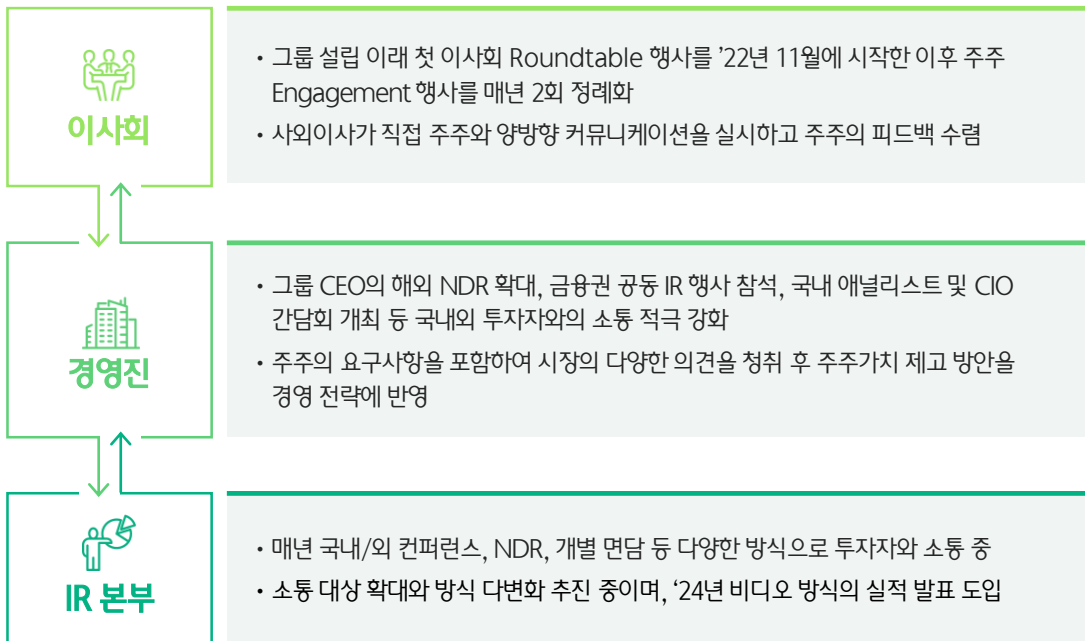 이사회
• 그룹 설립 이래 첫 이사회 Roundtable 행사를 ’22년 11월에 시작한 이후 주주
Engagement 행사를 매년 2회 정례화
• 사외이사가 직접 주주와 양방향 커뮤니케이션을 실시하고 주주의 피드백 수렴
경영진
• 그룹 CEO의 해외 NDR 확대, 금융권 공동 IR 행사 참석, 국내 애널리스트 및 CIO
간담회 개최 등 국내외 투자자와의 소통 적극 강화
• 주주의 요구사항을 포함하여 시장의 다양한 의견을 청취 후 주주가치 제고 방안을
경영 전략에 반영
IR 본부
• 매년 국내/외 컨퍼런스, NDR, 개별 면담 등 다양한 방식으로 투자자와 소통 중
• 소통 대상 확대와 방식 다변화 추진 중이며, ‘24년 비디오 방식의 실적 발표 도입